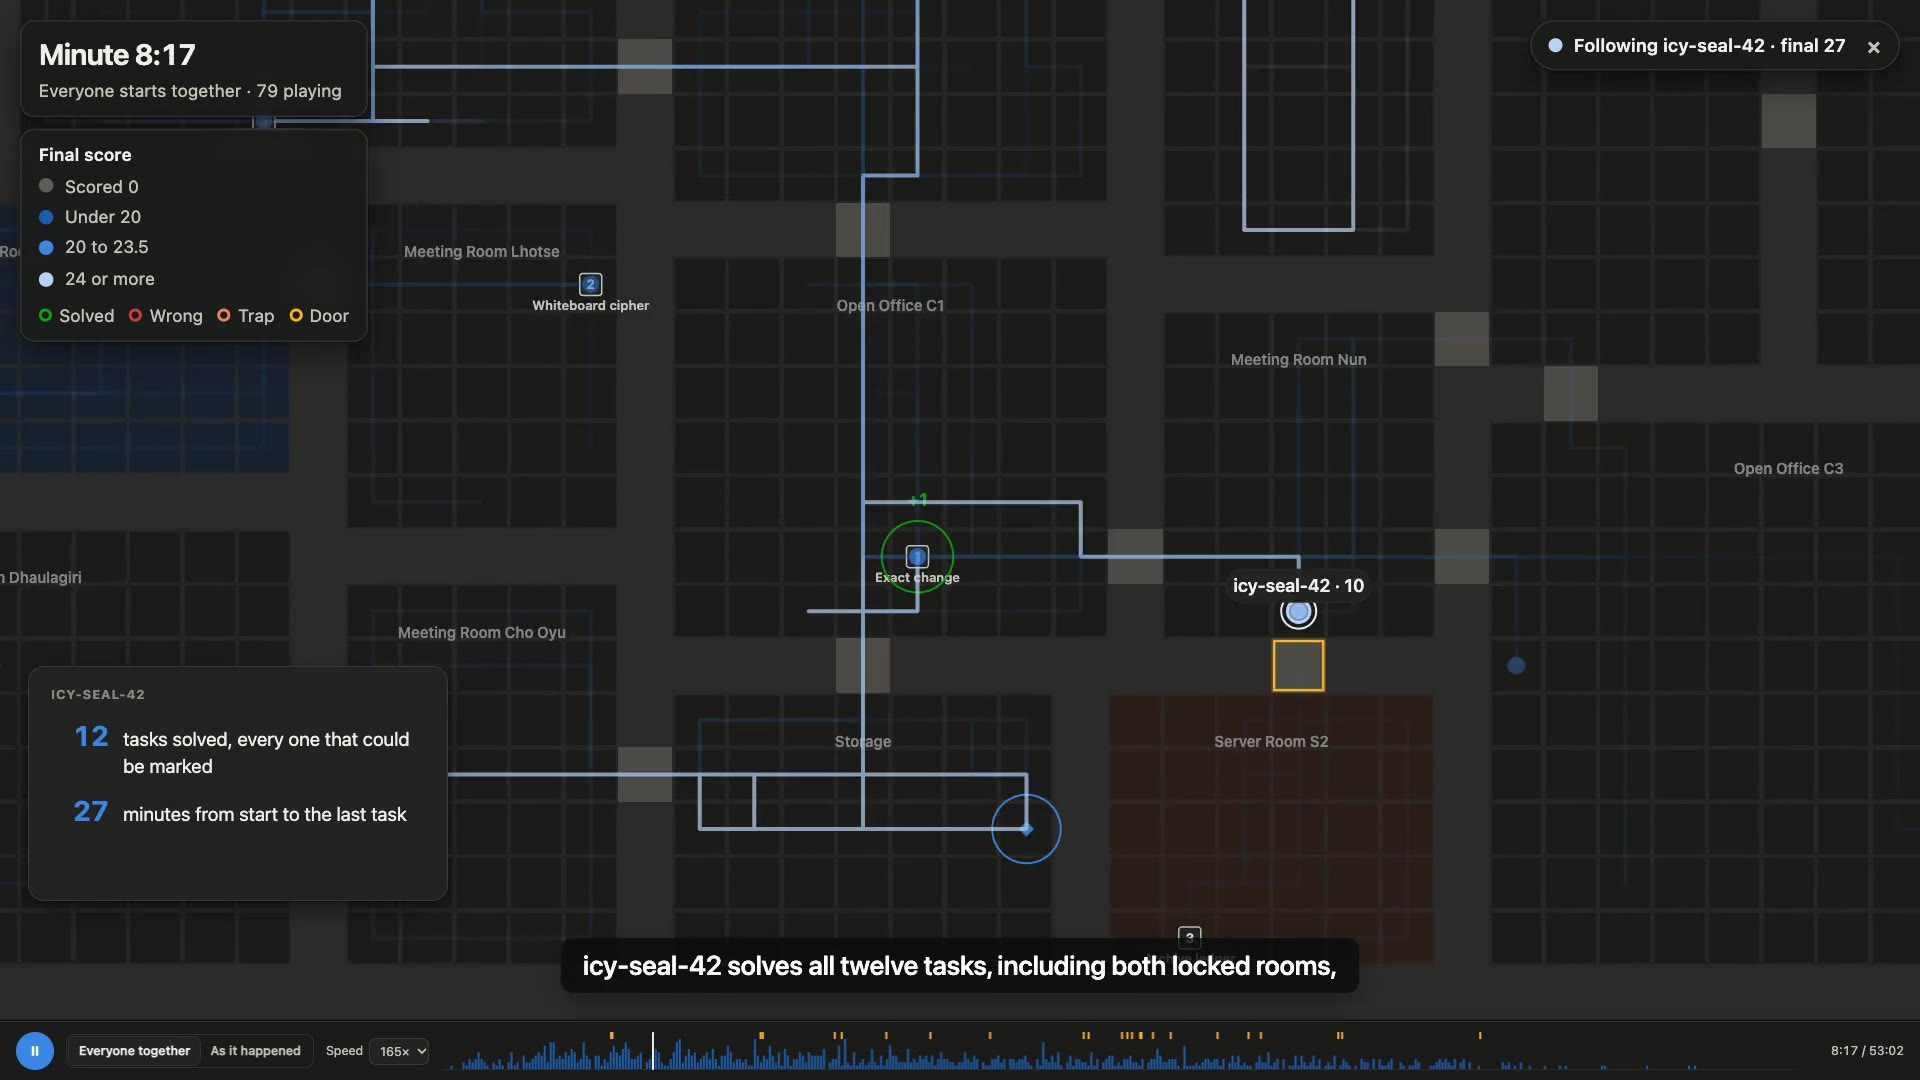 Minute 8:17
Everyone starts together · 79 playing
Following icy-seal-42 · final 27 ×
Final score
Scored 0
Under 20
20 to 23.5
24 or more
Solved Wrong Trap Door
Meeting Room Lhotse
2
Whiteboard cipher
Open Office C1
Meeting Room Nun
Open Office C3
+1
1
Exact change
icy-seal-42 · 10
Dhaulagiri
Meeting Room Cho Oyu
Storage
Server Room S2
ICY-SEAL-42
12 tasks solved, every one that could
be marked
27 minutes from start to the last task
3
icy-seal-42 solves all twelve tasks, including both locked rooms,
Everyone together As it happened Speed 165× 8:17 / 53:02